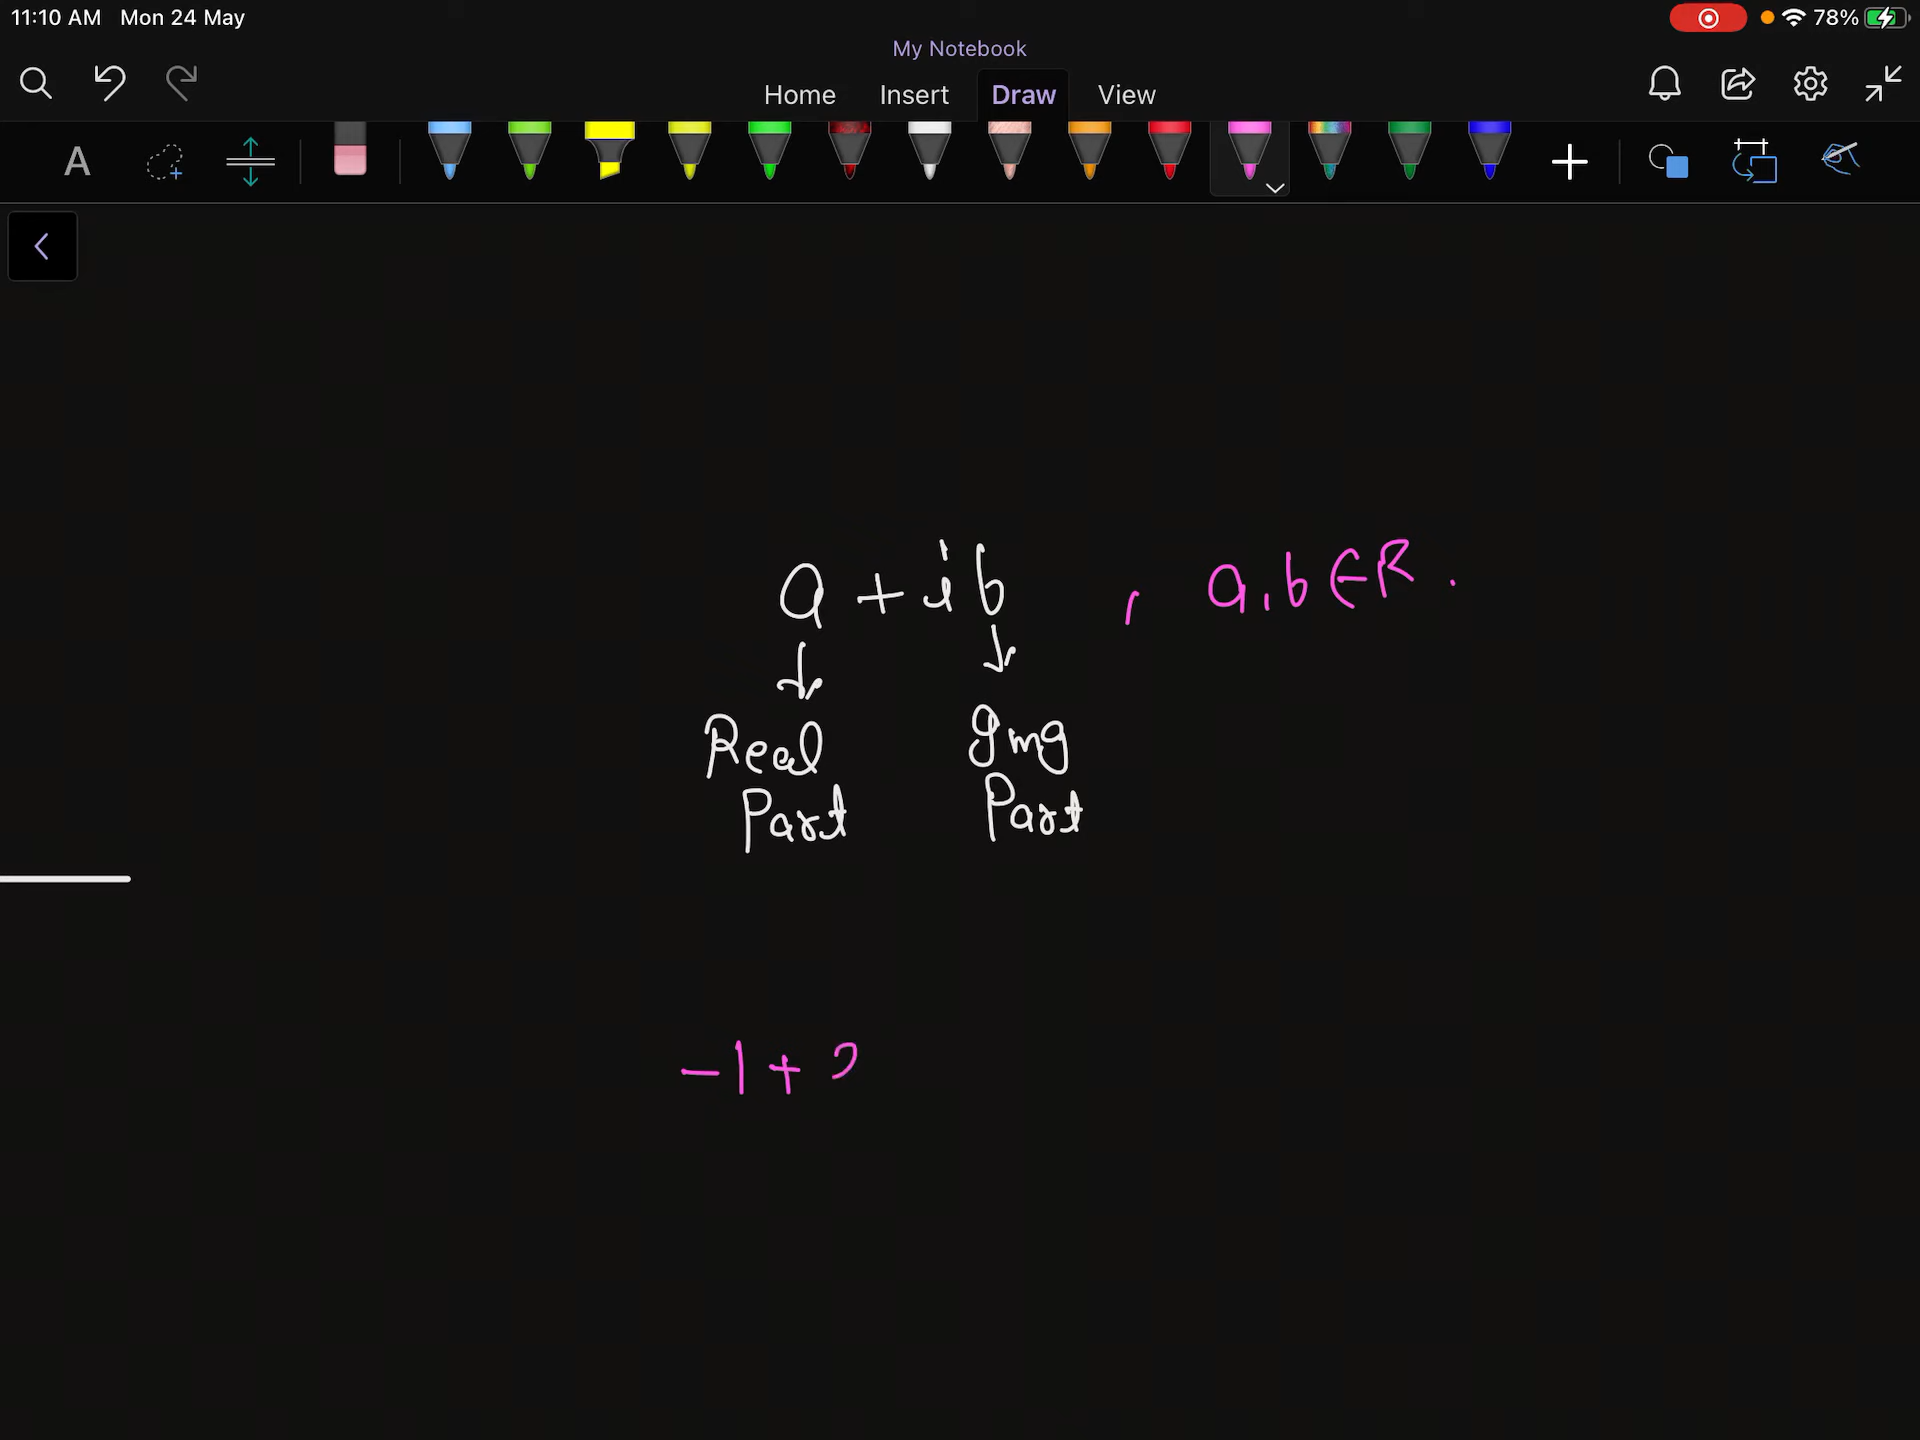 11:10 AM Mon 24 May
78%
My Notebook
Home Insert Draw View
A
a + ib , a, b ∈ R .
Real Img
Part Part
-1 + 2